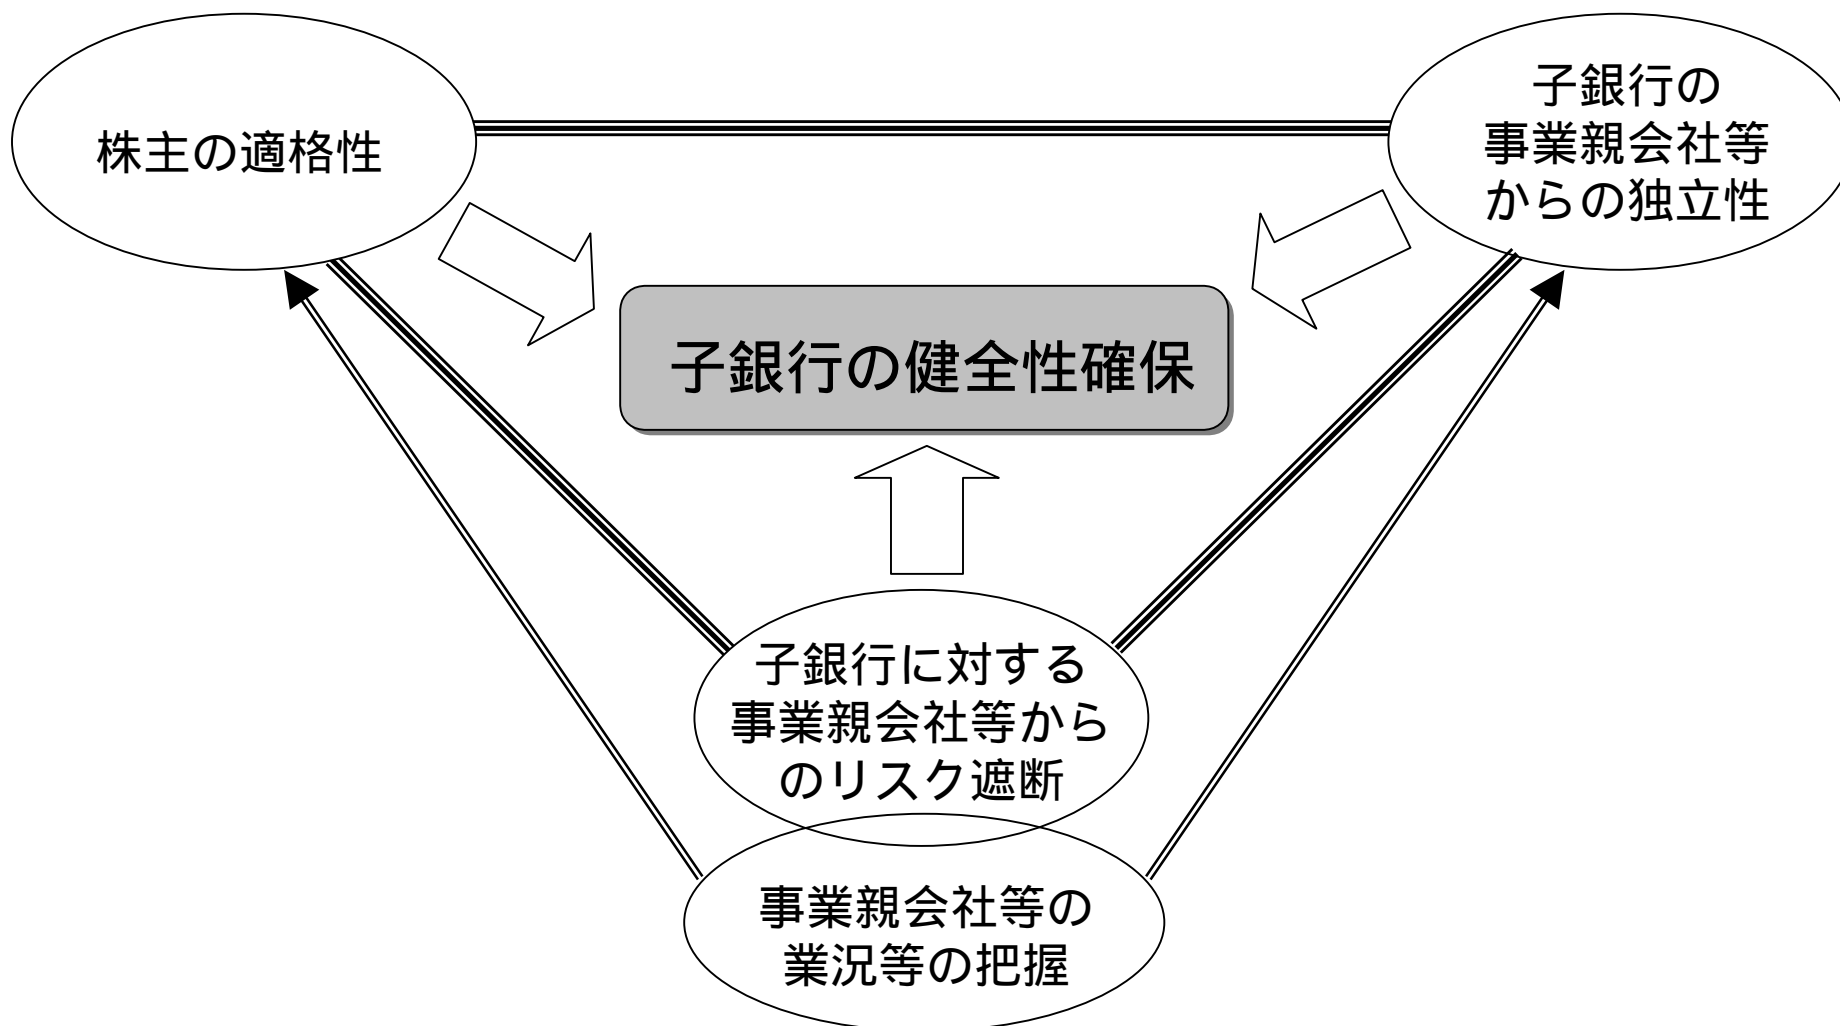 株主の適格性
子銀行の
事業親会社等
からの独立性
子銀行の健全性確保
子銀行に対する
事業親会社等から
のリスク遮断
事業親会社等の
業況等の把握